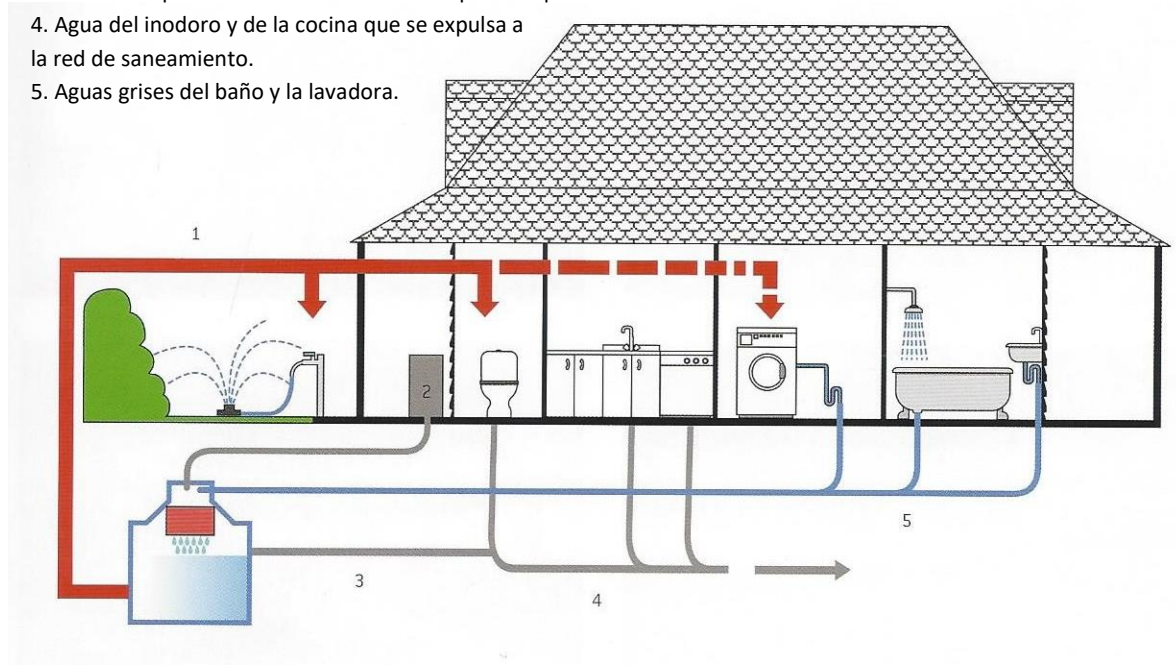 4. Agua del inodoro y de la cocina que se expulsa a
la red de saneamiento.
5. Aguas grises del baño y la lavadora.
1
2
5
3
4